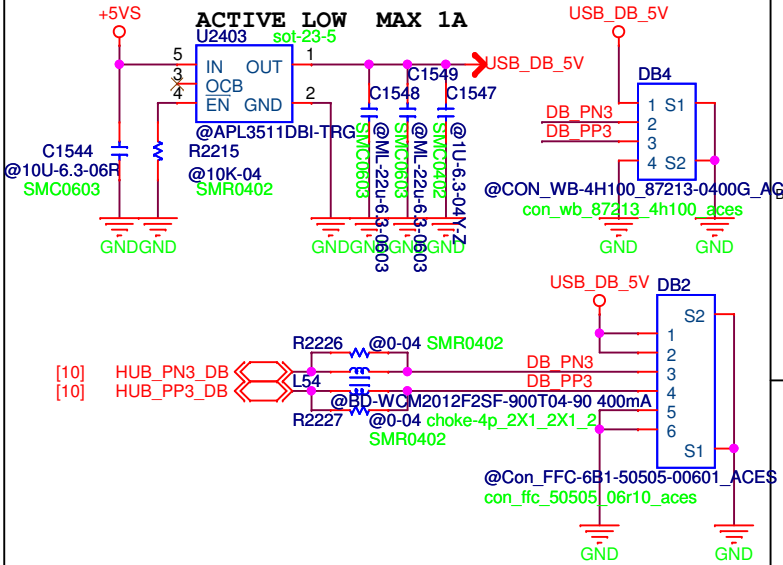 ACTIVE LOW MAX 1A
+5VS
U2403
sot-23-5
5 IN OUT 1
3 OCB
4 EN GND 2
@APL3511DBI-TRG
C1544
@10U-6.3-06R
SMC0603
R2215
@10K-04
SMR0402
C1549
C1548
C1547
USB_DB_5V
@ML-22u-6.3-0603
SMC0603
@ML-22u-6.3-0603
SMC0603
@1U-6.3-04Y-Z
SMC0402
GND
GND
GND
GND
GND
GND
USB_DB_5V
DB4
1 S1
DB_PN3 2
DB_PP3 3
4 S2
@CON_WB-4H100_87213-0400G_AG
con_wb_87213_4h100_aces
GND
GND
USB_DB_5V
DB2
S2
1
2
DB_PN3 3
DB_PP3 4
5
6
S1
R2226 @0-04 SMR0402
[10] HUB_PN3_DB
[10] HUB_PP3_DB
L54
@BD-WCM2012F2SF-900T04-90 400mA
choke-4p_2X1_2X1_2
R2227 @0-04
SMR0402
@Con_FFC-6B1-50505-00601_ACES
con_ffc_50505_06r10_aces
GND
GND